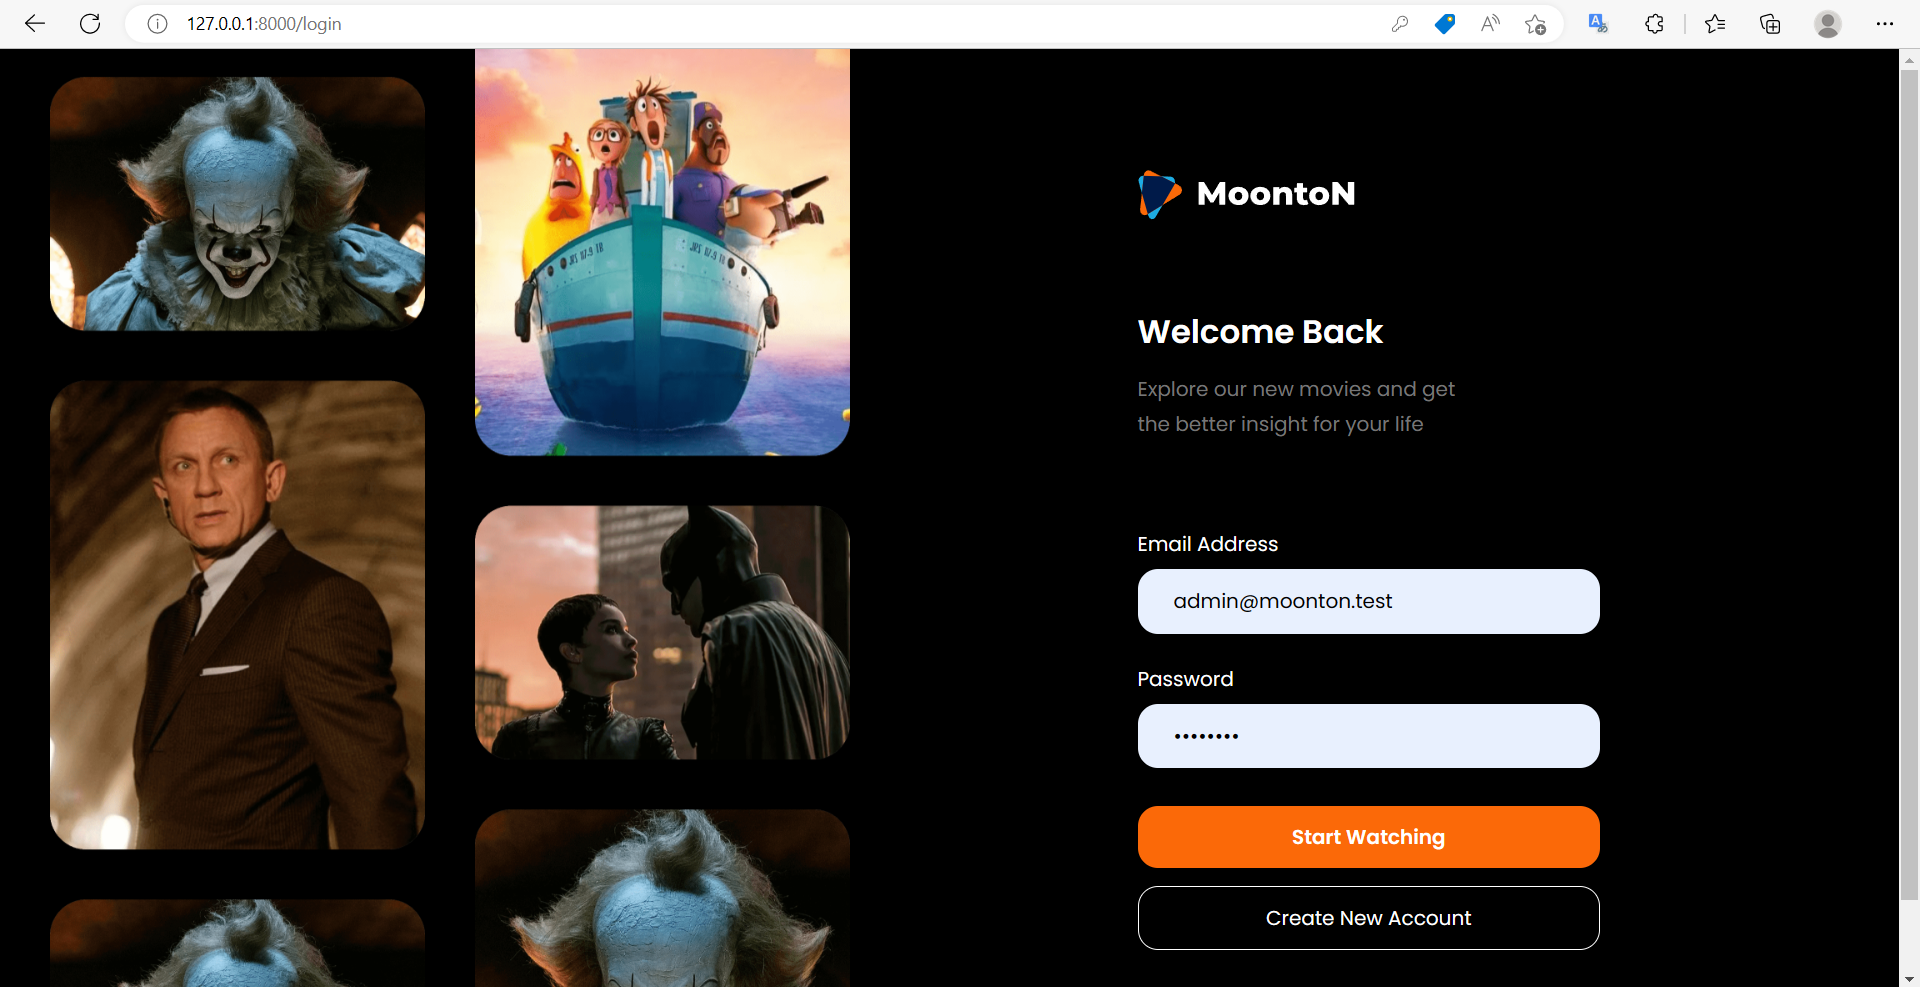 127.0.0.1:8000/login
MoontoN
Welcome Back
Explore our new movies and get
the better insight for your life
Email Address
admin@moonton.test
Password
••••••••
Start Watching
Create New Account